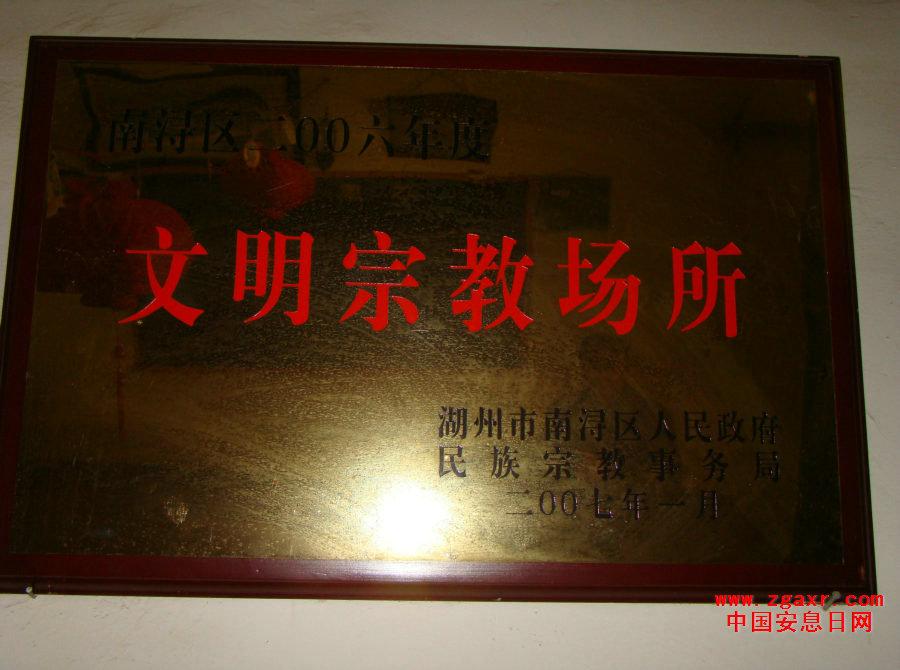 南浔区二00六年度
文明宗教场所
湖州市南浔区人民政府
民族宗教事务局
二00七年一月
www.zgaxr.com
中国安息日网